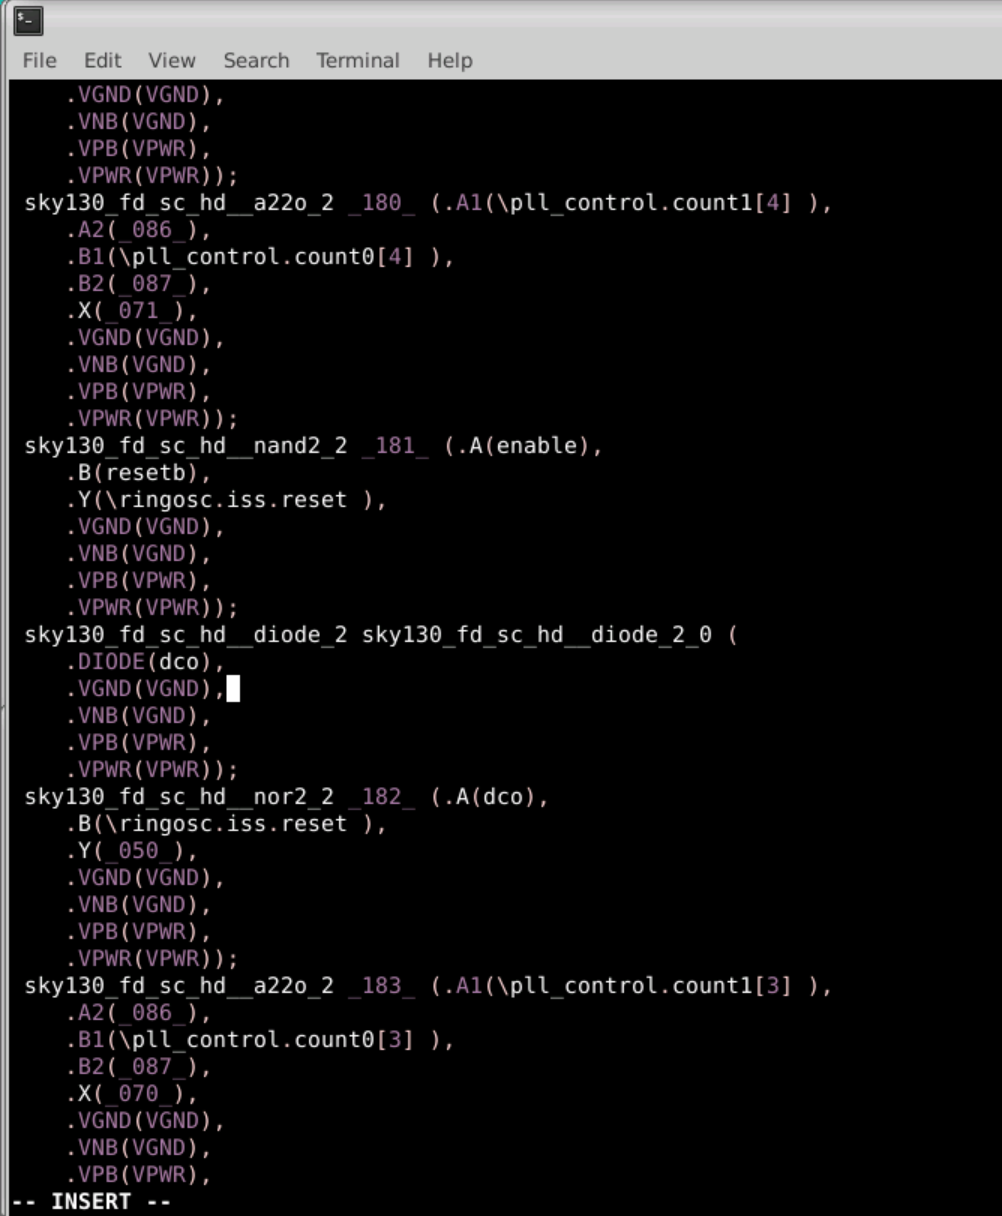 File Edit View Search Terminal Help
.VGND(VGND),
.VNB(VGND),
.VPB(VPWR),
.VPWR(VPWR));
sky130_fd_sc_hd__a22o_2 _180_ (.A1(\pll_control.count1[4] ),
.A2(_086_),
.B1(\pll_control.count0[4] ),
.B2(_087_),
.X(_071_),
.VGND(VGND),
.VNB(VGND),
.VPB(VPWR),
.VPWR(VPWR));
sky130_fd_sc_hd__nand2_2 _181_ (.A(enable),
.B(resetb),
.Y(\ringosc.iss.reset ),
.VGND(VGND),
.VNB(VGND),
.VPB(VPWR),
.VPWR(VPWR));
sky130_fd_sc_hd__diode_2 sky130_fd_sc_hd__diode_2_0 (
.DIODE(dco),
.VGND(VGND),
.VNB(VGND),
.VPB(VPWR),
.VPWR(VPWR));
sky130_fd_sc_hd__nor2_2 _182_ (.A(dco),
.B(\ringosc.iss.reset ),
.Y(_050_),
.VGND(VGND),
.VNB(VGND),
.VPB(VPWR),
.VPWR(VPWR));
sky130_fd_sc_hd__a22o_2 _183_ (.A1(\pll_control.count1[3] ),
.A2(_086_),
.B1(\pll_control.count0[3] ),
.B2(_087_),
.X(_070_),
.VGND(VGND),
.VNB(VGND),
.VPB(VPWR),
-- INSERT --